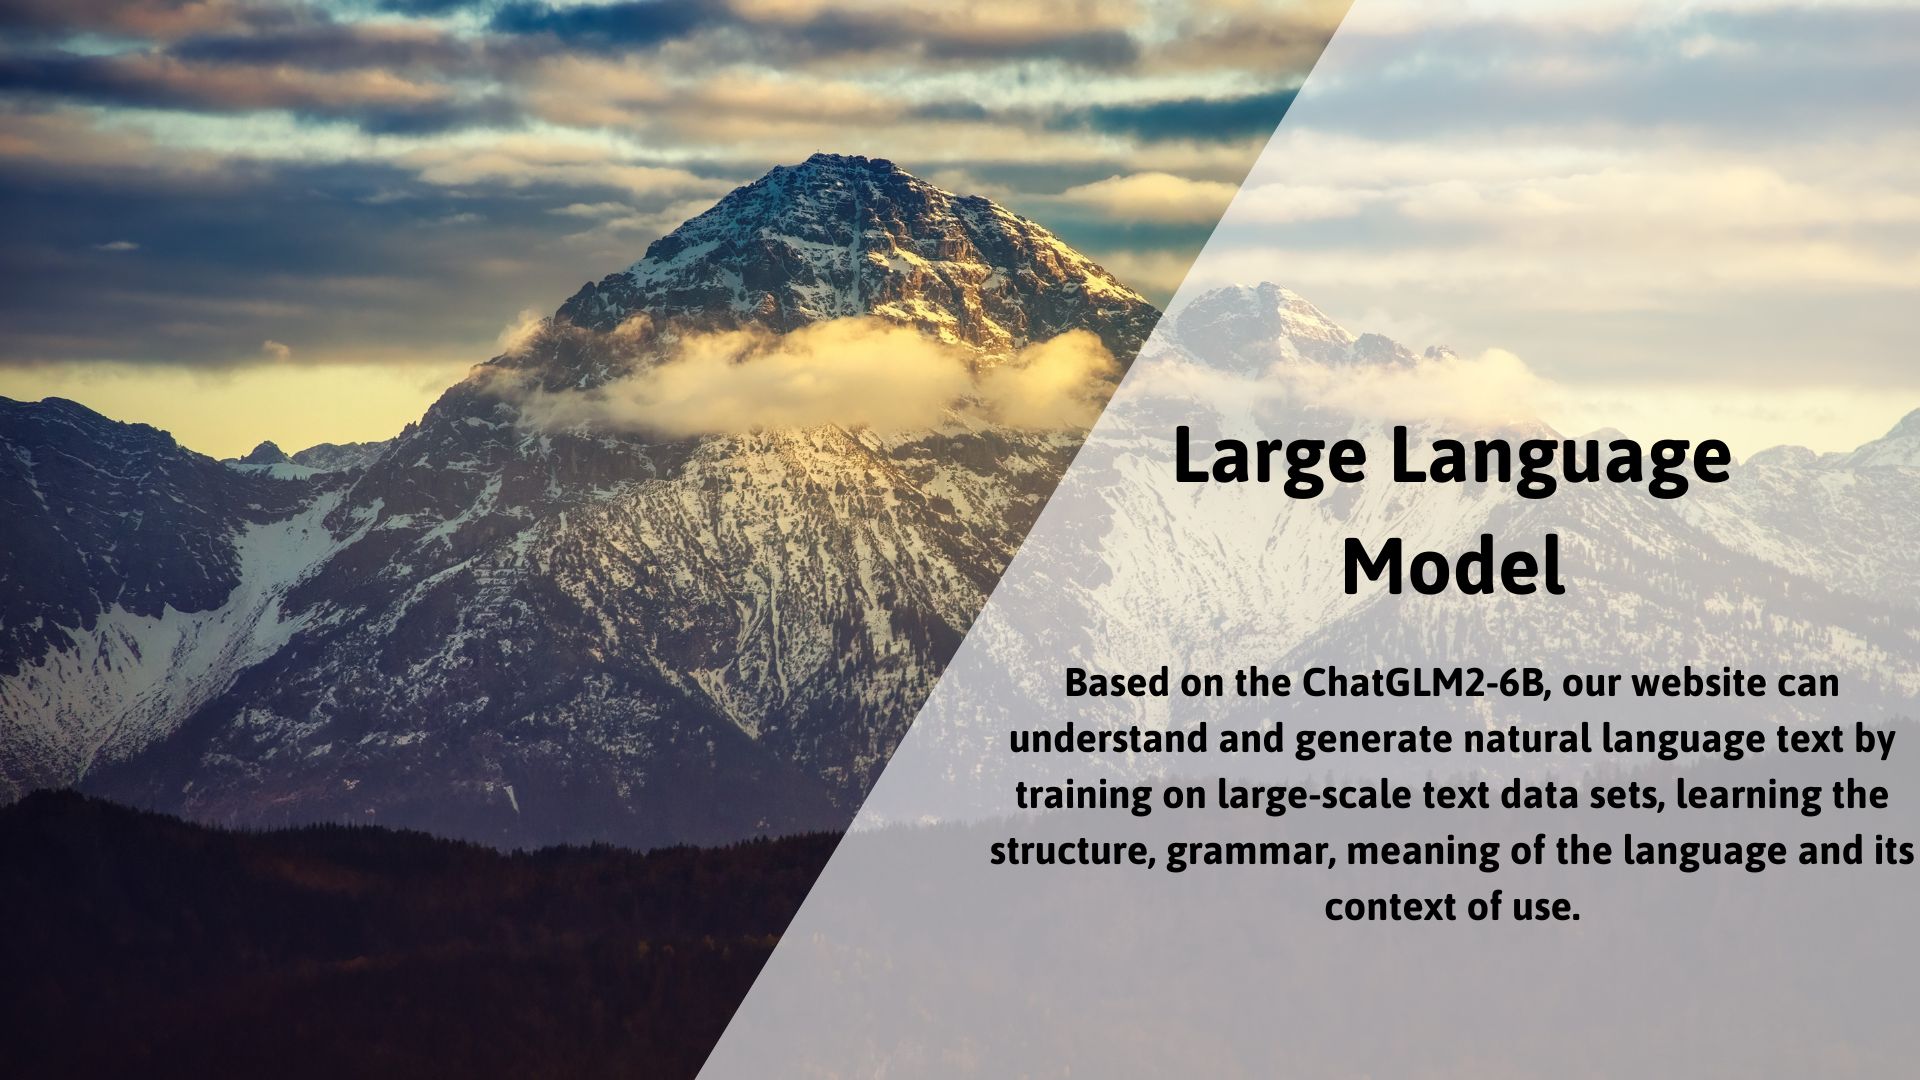 Large Language
Model
Based on the ChatGLM2-6B, our website can
understand and generate natural language text by
training on large-scale text data sets, learning the
structure, grammar, meaning of the language and its
context of use.